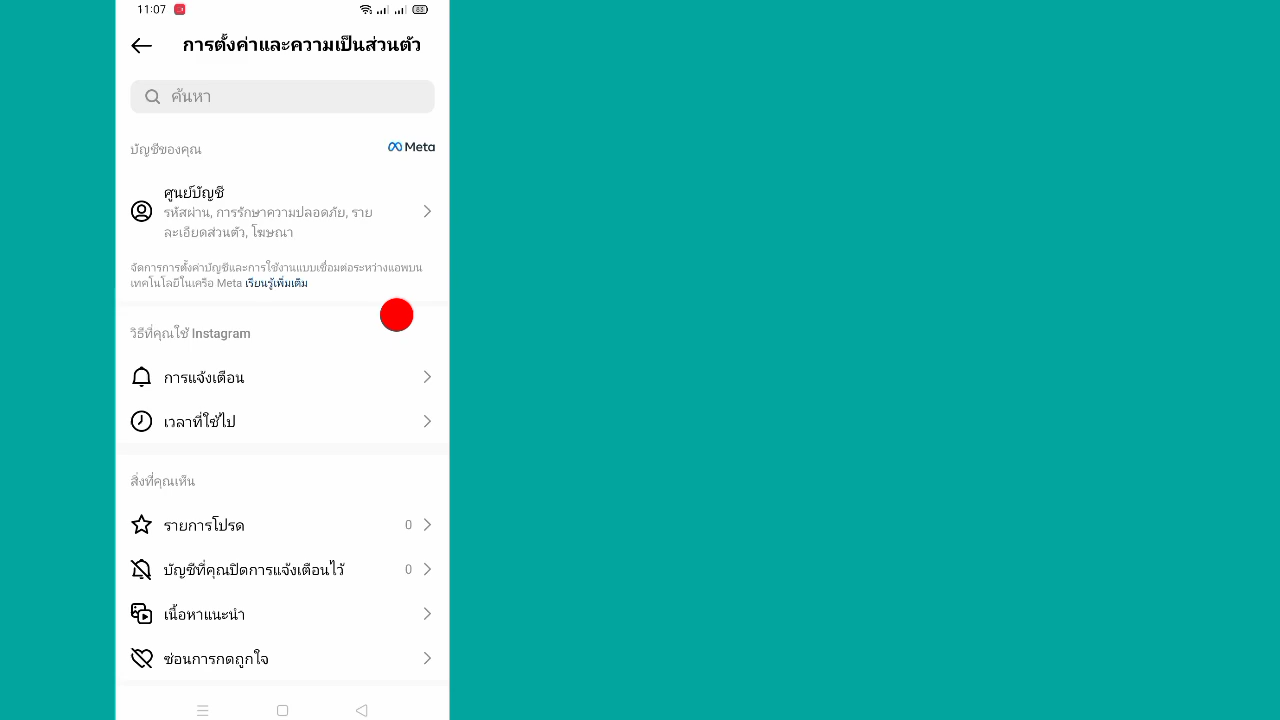 11:07
83
การตั้งค่าและความเป็นส่วนตัว
ค้นหา
บัญชีของคุณ
Meta
ศูนย์บัญชี
รหัสผ่าน, การรักษาความปลอดภัย, ราย
ละเอียดส่วนตัว, โฆษณา
จัดการการตั้งค่าบัญชีและการใช้งานแบบเชื่อมต่อระหว่างแอพบน
เทคโนโลยีในเครือ Meta เรียนรู้เพิ่มเติม
วิธีที่คุณใช้ Instagram
การแจ้งเตือน
เวลาที่ใช้ไป
สิ่งที่คุณเห็น
รายการโปรด 0
บัญชีที่คุณปิดการแจ้งเตือนไว้ 0
เนื้อหาแนะนำ
ซ่อนการกดถูกใจ